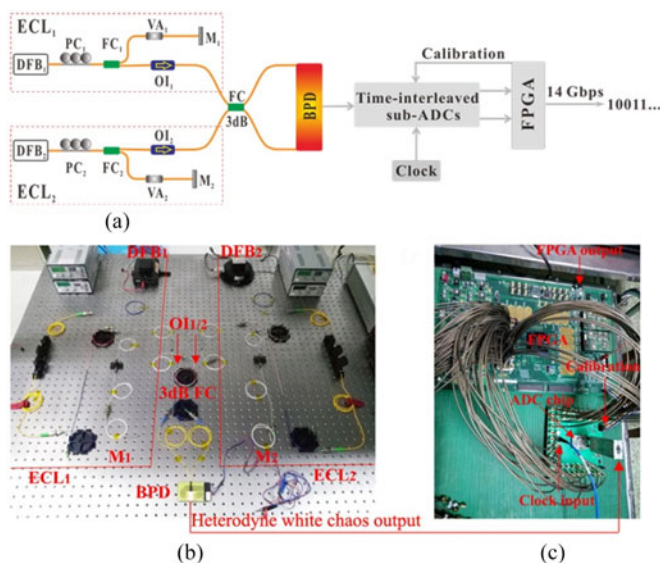 ECL1
VA1
M1
PC1
FC1
DFB1
OI1
FC
3dB
BPD
Calibration
Time-interleaved
sub-ADCs
FPGA
14 Gbps
10011...
Clock
DFB2
PC2
FC2
OI2
VA2
M2
ECL2
(a)
DFB1
DFB2
OI1/2
3dB FC
M1
M2
ECL1
ECL2
BPD
Heterodyne white chaos output
(b)
FPGA output
FPGA
Calibration
ADC chip
Clock input
(c)